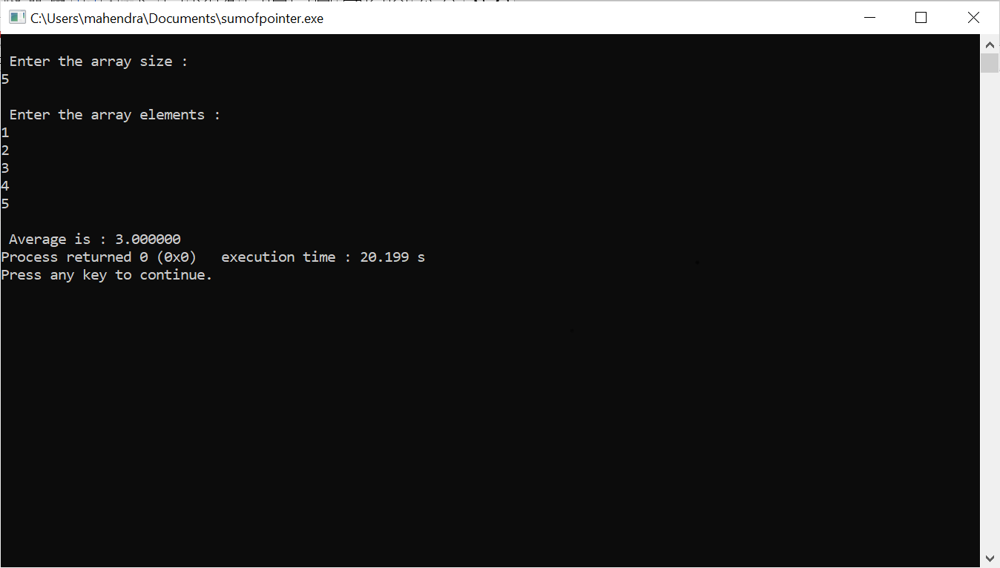 C:\Users\mahendra\Documents\sumofpointer.exe
Enter the array size :
5
Enter the array elements :
1
2
3
4
5
Average is : 3.000000
Process returned 0 (0x0)   execution time : 20.199 s
Press any key to continue.